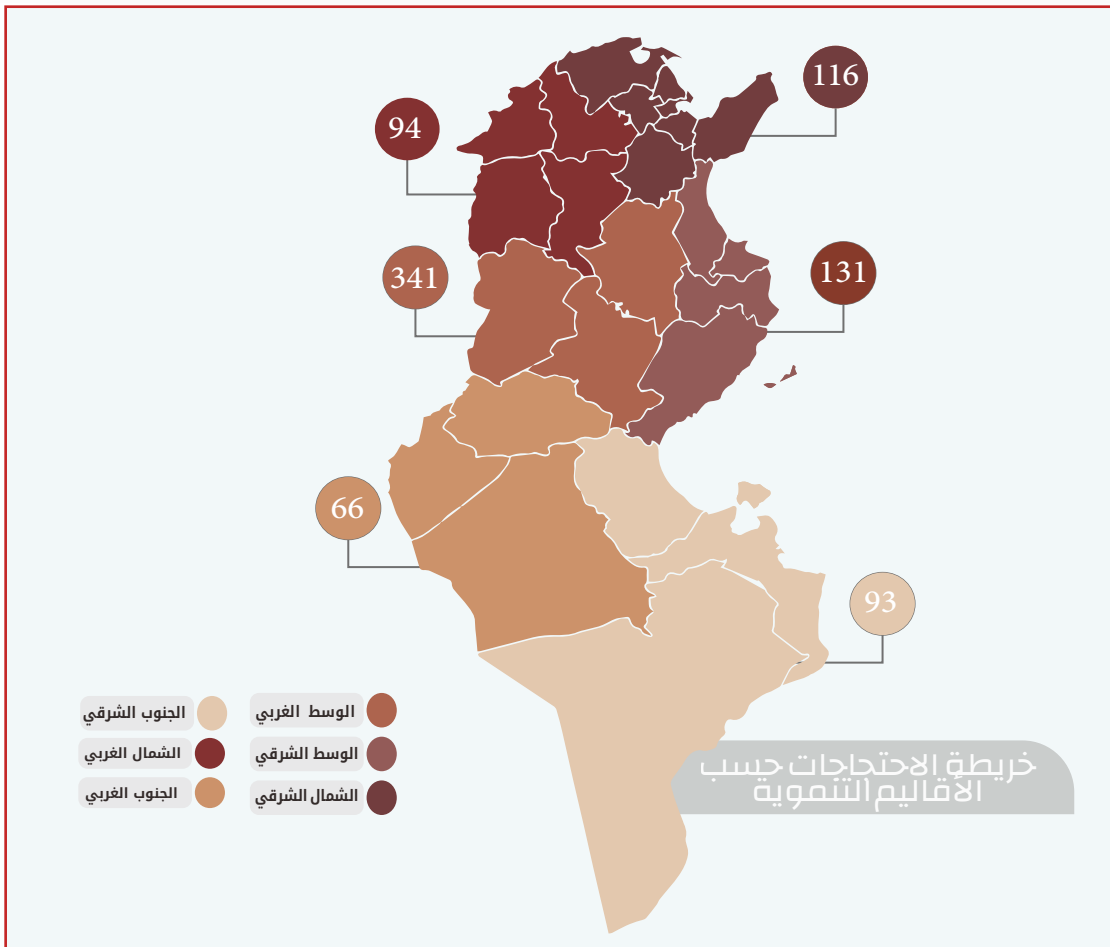 116
94
131
341
66
93
الوسط الغربي
الجنوب الشرقي
الوسط الشرقي
الشمال الغربي
الشمال الشرقي
الجنوب الغربي
خريطة الاحتجاجات حسب
الأقاليم التنموية